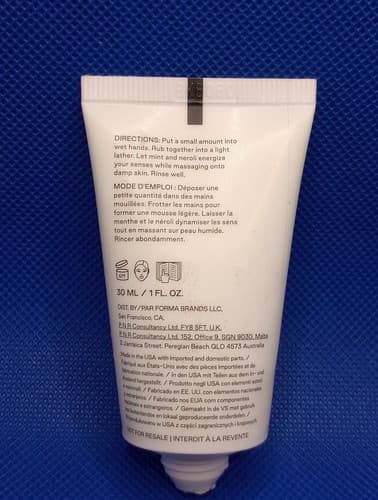 DIRECTIONS: Put a small amount into
wet hands. Rub together into a light
lather. Let mint and neroli energize
your senses while massaging onto
damp skin. Rinse well.
MODE D'EMPLOI : Déposer une
petite quantité dans des mains
mouillées. Frotter les mains pour
former une mousse légère. Laisser la
menthe et le néroli dynamiser les sens
tout en massant sur peau humide.
Rincer abondamment.
30 ML / 1 FL. OZ.
DIST. BY/PAR FORMA BRANDS LLC.
San Francisco, CA.
P.N.R Consultancy Ltd, FY8 5FT, U.K.
P.N.R Consultancy Ltd, 152, Office 9, SGN 9030, Malta
2 Jamaica Street, Peregian Beach QLD 4573 Australia
Made in the USA with imported and domestic parts. /
Fabriqué aux États-Unis avec des pièces importées et de
fabrication nationale. / In den USA mit Teilen aus dem In- und
Ausland hergestellt. / Prodotto negli USA con elementi esteri
e nazionali. / Fabricado en EE. UU. con elementos nacionales
y extranjeros. / Fabricado nos EUA com componentes
nacionais e estrangeiros. / Gemaakt in de VS met gebruik
en lokaal geproduceerde onderdelen. /
w USA z części zagranicznych i krajowych.
NOT FOR RESALE | INTERDIT À LA REVENTE